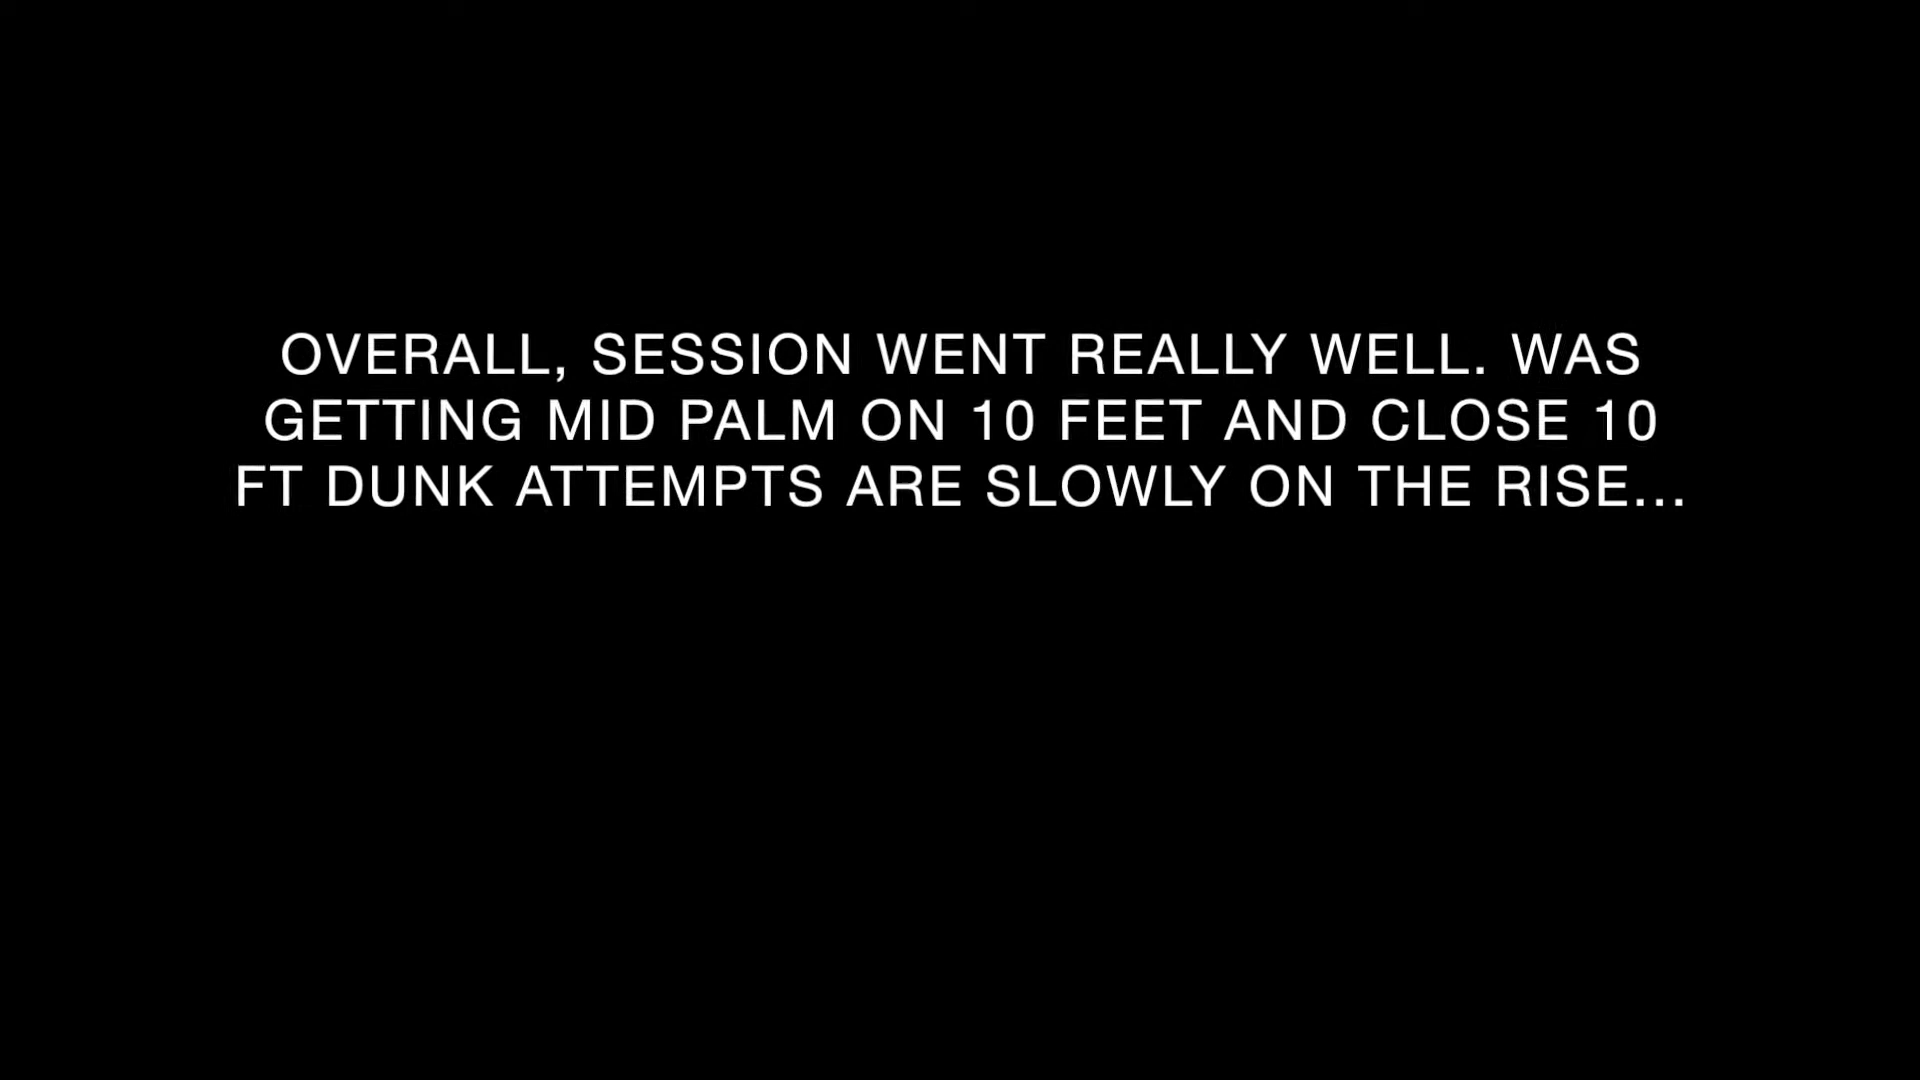 OVERALL, SESSION WENT REALLY WELL. WAS
GETTING MID PALM ON 10 FEET AND CLOSE 10
FT DUNK ATTEMPTS ARE SLOWLY ON THE RISE...